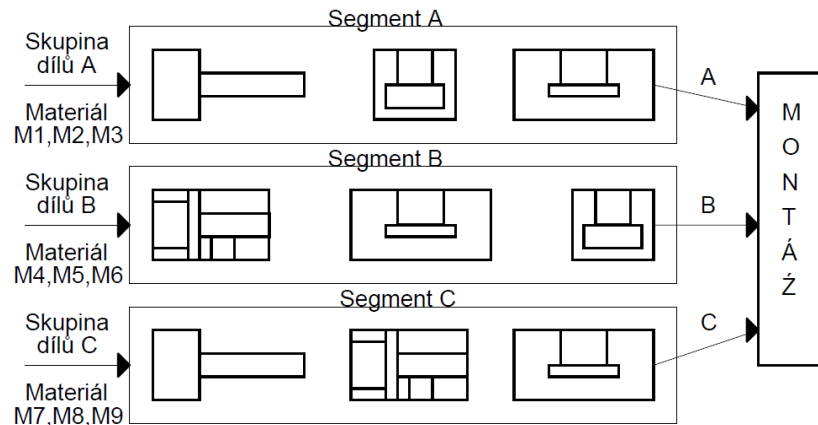 Segment A
Skupina
dílů A
Materiál
M1,M2,M3
A
Segment B
Skupina
dílů B
Materiál
M4,M5,M6
B
Segment C
Skupina
dílů C
Materiál
M7,M8,M9
C
M
O
N
T
Á
Ź